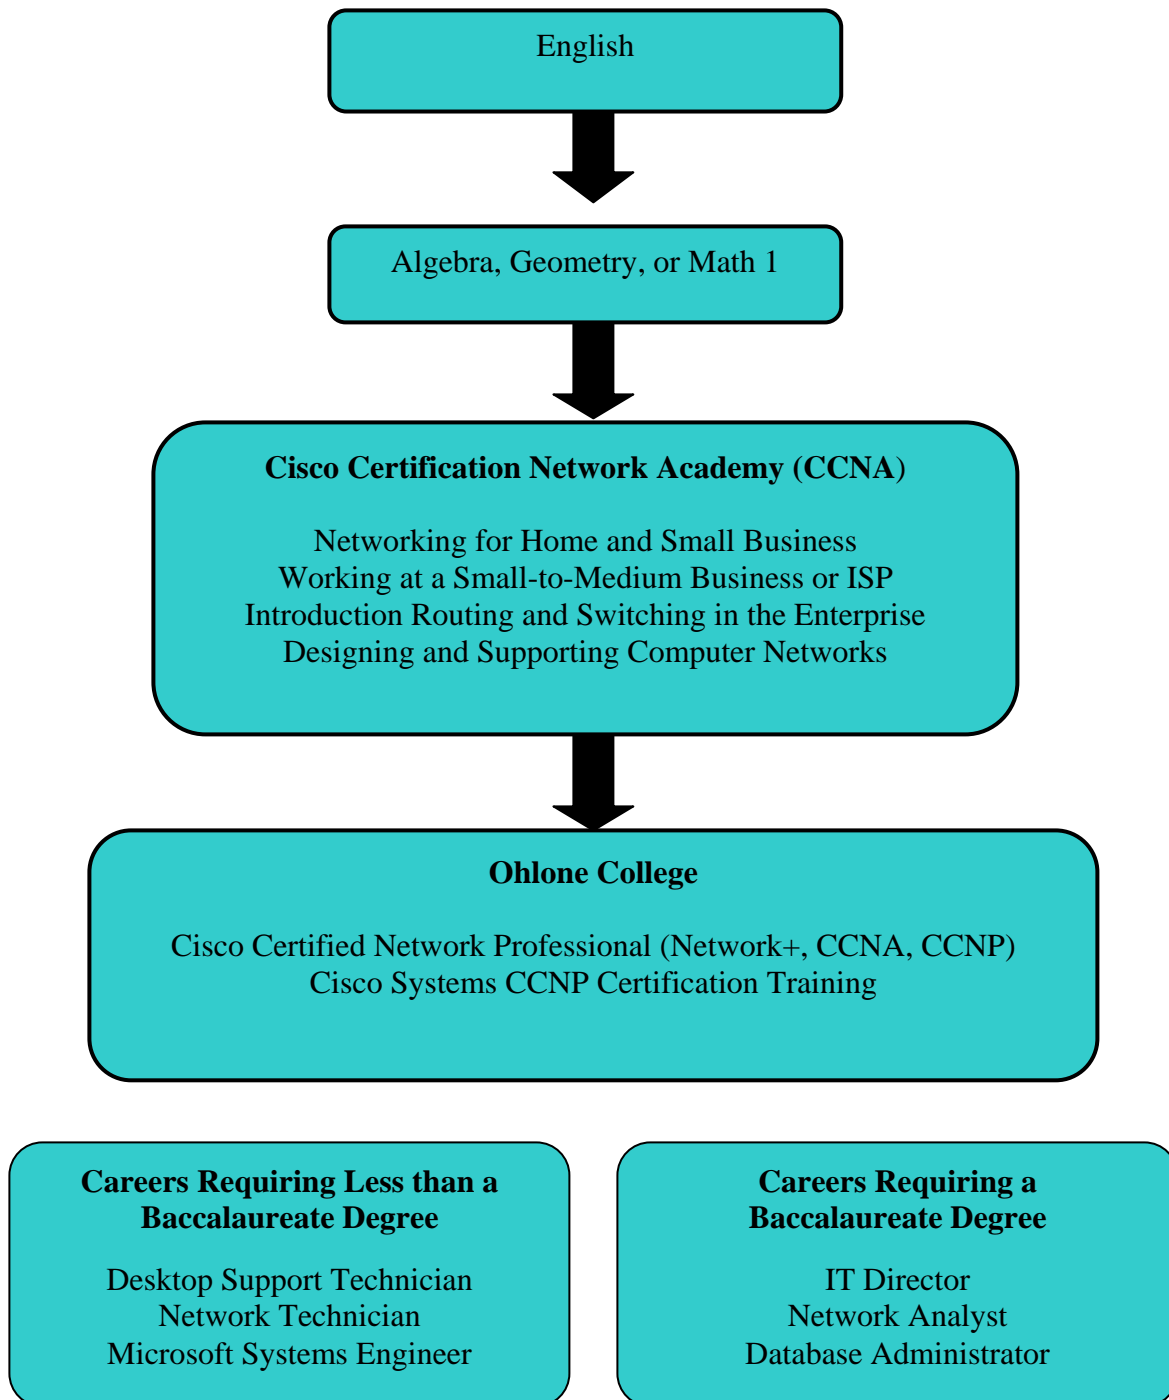 English
Algebra, Geometry, or Math 1
Cisco Certification Network Academy (CCNA)
Networking for Home and Small Business
Working at a Small-to-Medium Business or ISP
Introduction Routing and Switching in the Enterprise
Designing and Supporting Computer Networks
Ohlone College
Cisco Certified Network Professional (Network+, CCNA, CCNP)
Cisco Systems CCNP Certification Training
Careers Requiring Less than a
Baccalaureate Degree
Desktop Support Technician
Network Technician
Microsoft Systems Engineer
Careers Requiring a
Baccalaureate Degree
IT Director
Network Analyst
Database Administrator